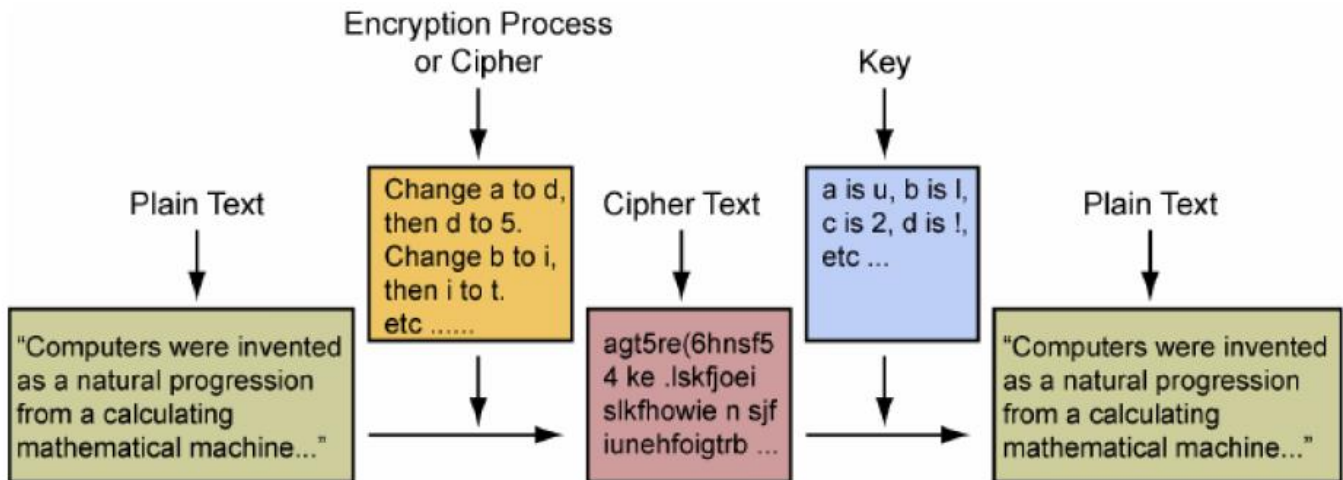 Encryption Process
or Cipher
Key
Plain Text
Change a to d,
then d to 5.
Change b to i,
then i to t.
etc ......
Cipher Text
a is u, b is l,
c is 2, d is !,
etc ...
Plain Text
“Computers were invented
as a natural progression
from a calculating
mathematical machine...”
agt5re(6hnsf5
4 ke .lskfjoei
slkfhowie n sjf
iunehfoigtrb ...
“Computers were invented
as a natural progression
from a calculating
mathematical machine...”